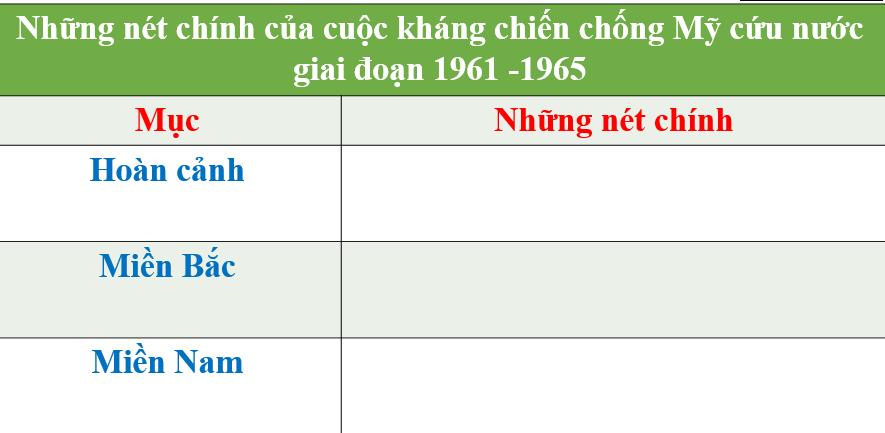 Những nét chính của cuộc kháng chiến chống Mỹ cứu nước
giai đoạn 1961 -1965
Mục
Những nét chính
Hoàn cảnh
Miền Bắc
Miền Nam